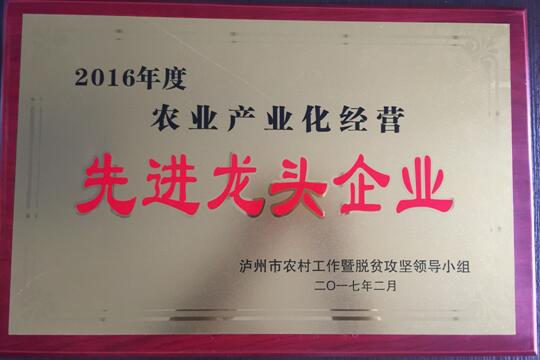 2016年度
农业产业化经营
先进龙头企业
泸州市农村工作暨脱贫攻坚领导小组
二〇一七年二月